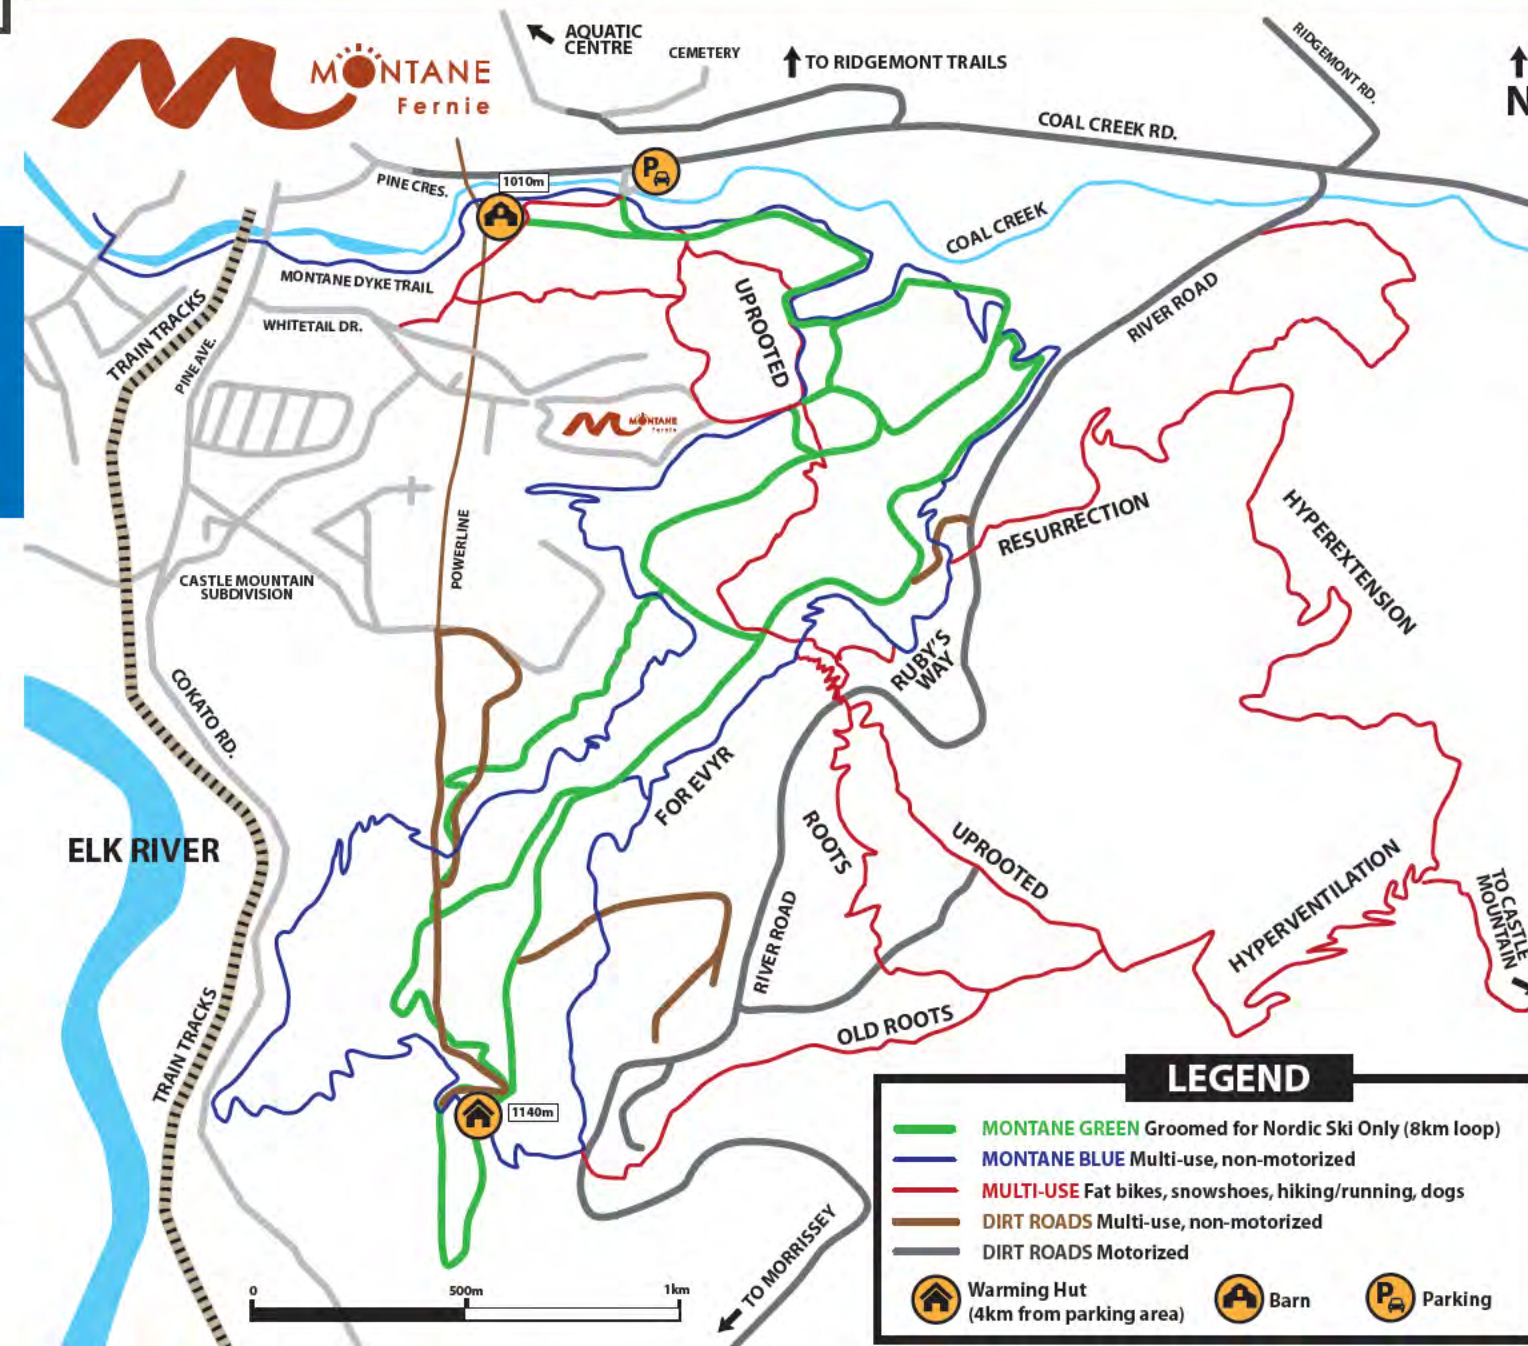 MONTANE
Fernie
AQUATIC
CENTRE
CEMETERY
TO RIDGEMONT TRAILS
RIDGEMONT RD.
N
COAL CREEK RD.
P
PINE CRES.
1010m
COAL CREEK
MONTANE DYKE TRAIL
RIVER ROAD
TRAIN TRACKS
WHITETAIL DR.
PINE AVE.
UPROOTED
MONTANE
Fernie
POWERLINE
RESURRECTION
HYPEREXTENSION
CASTLE MOUNTAIN
SUBDIVISION
RUBY'S
WAY
COKATO RD.
FOR EVYR
ELK RIVER
ROOTS
UPROOTED
HYPERVENTILATION
TO CASTLE
MOUNTAIN
RIVER ROAD
TRAIN TRACKS
OLD ROOTS
1140m
TO MORRISSEY
0 500m 1km
LEGEND
MONTANE GREEN Groomed for Nordic Ski Only (8km loop)
MONTANE BLUE Multi-use, non-motorized
MULTI-USE Fat bikes, snowshoes, hiking/running, dogs
DIRT ROADS Multi-use, non-motorized
DIRT ROADS Motorized
Warming Hut
(4km from parking area)
Barn
P
Parking